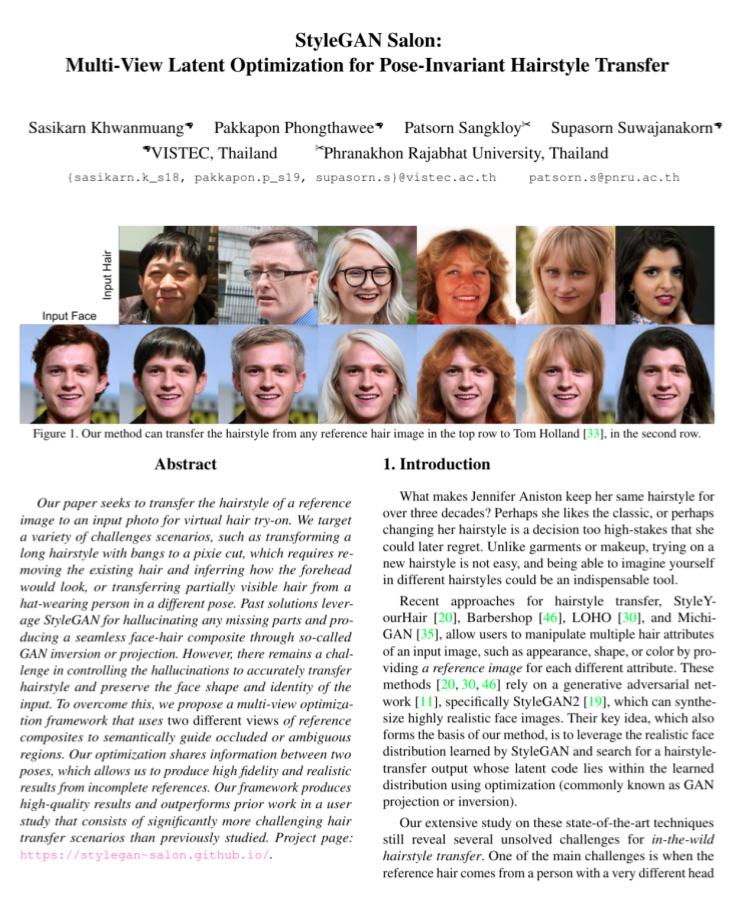 StyleGAN Salon:
Multi-View Latent Optimization for Pose-Invariant Hairstyle Transfer
Sasikarn Khwanmuang Pakkapon Phongthawee Patsorn Sangkloy✂ Supasorn Suwajanakorn
VISTEC, Thailand ✂Phranakhon Rajabhat University, Thailand
{sasikarn.k_s18, pakkapon.p_s19, supasorn.s}@vistec.ac.th patsorn.s@pnru.ac.th
Input Hair
Input Face
Figure 1. Our method can transfer the hairstyle from any reference hair image in the top row to Tom Holland [33], in the second row.
Abstract
Our paper seeks to transfer the hairstyle of a reference
image to an input photo for virtual hair try-on. We target
a variety of challenges scenarios, such as transforming a
long hairstyle with bangs to a pixie cut, which requires re-
moving the existing hair and inferring how the forehead
would look, or transferring partially visible hair from a
hat-wearing person in a different pose. Past solutions lever-
age StyleGAN for hallucinating any missing parts and pro-
ducing a seamless face-hair composite through so-called
GAN inversion or projection. However, there remains a chal-
lenge in controlling the hallucinations to accurately transfer
hairstyle and preserve the face shape and identity of the
input. To overcome this, we propose a multi-view optimiza-
tion framework that uses two different views of reference
composites to semantically guide occluded or ambiguous
regions. Our optimization shares information between two
poses, which allows us to produce high fidelity and realistic
results from incomplete references. Our framework produces
high-quality results and outperforms prior work in a user
study that consists of significantly more challenging hair
transfer scenarios than previously studied. Project page:
https://stylegan-salon.github.io/.
1. Introduction
What makes Jennifer Aniston keep her same hairstyle for
over three decades? Perhaps she likes the classic, or perhaps
changing her hairstyle is a decision too high-stakes that she
could later regret. Unlike garments or makeup, trying on a
new hairstyle is not easy, and being able to imagine yourself
in different hairstyles could be an indispensable tool.
Recent approaches for hairstyle transfer, StyleY-
ourHair [20], Barbershop [46], LOHO [30], and Michi-
GAN [35], allow users to manipulate multiple hair attributes
of an input image, such as appearance, shape, or color by pro-
viding a reference image for each different attribute. These
methods [20, 30, 46] rely on a generative adversarial net-
work [11], specifically StyleGAN2 [19], which can synthe-
size highly realistic face images. Their key idea, which also
forms the basis of our method, is to leverage the realistic face
distribution learned by StyleGAN and search for a hairstyle-
transfer output whose latent code lies within the learned
distribution using optimization (commonly known as GAN
projection or inversion).
Our extensive study on these state-of-the-art techniques
still reveal several unsolved challenges for in-the-wild
hairstyle transfer. One of the main challenges is when the
reference hair comes from a person with a very different head